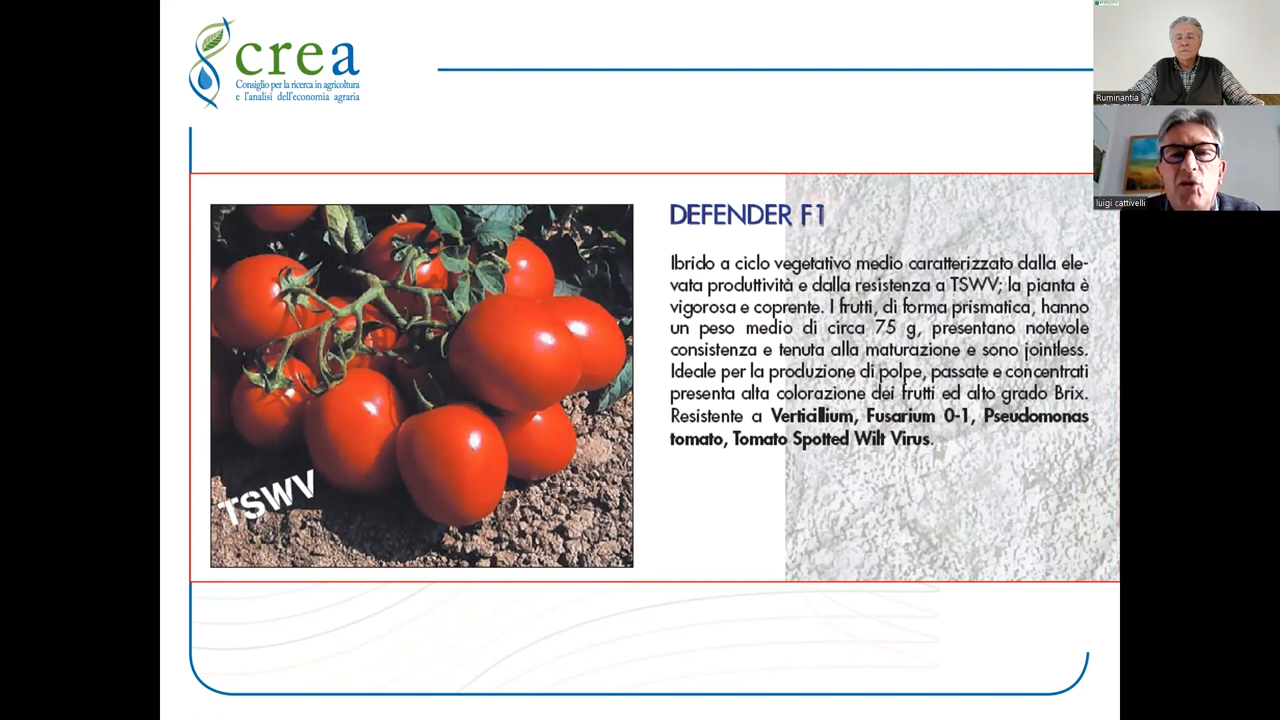 crea
Consiglio per la ricerca in agricoltura
e l'analisi dell'economia agraria
Ruminantia
luigi cattivelli
DEFENDER F1
Ibrido a ciclo vegetativo medio caratterizzato dalla ele-
vata produttività e dalla resistenza a TSWV; la pianta è
vigorosa e coprente. I frutti, di forma prismatica, hanno
un peso medio di circa 75 g, presentano notevole
consistenza e tenuta alla maturazione e sono jointless.
Ideale per la produzione di polpe, passate e concentrati
presenta alta colorazione dei frutti ed alto grado Brix.
Resistente a Verticillium, Fusarium 0-1, Pseudomonas
tomato, Tomato Spotted Wilt Virus.
TSWV